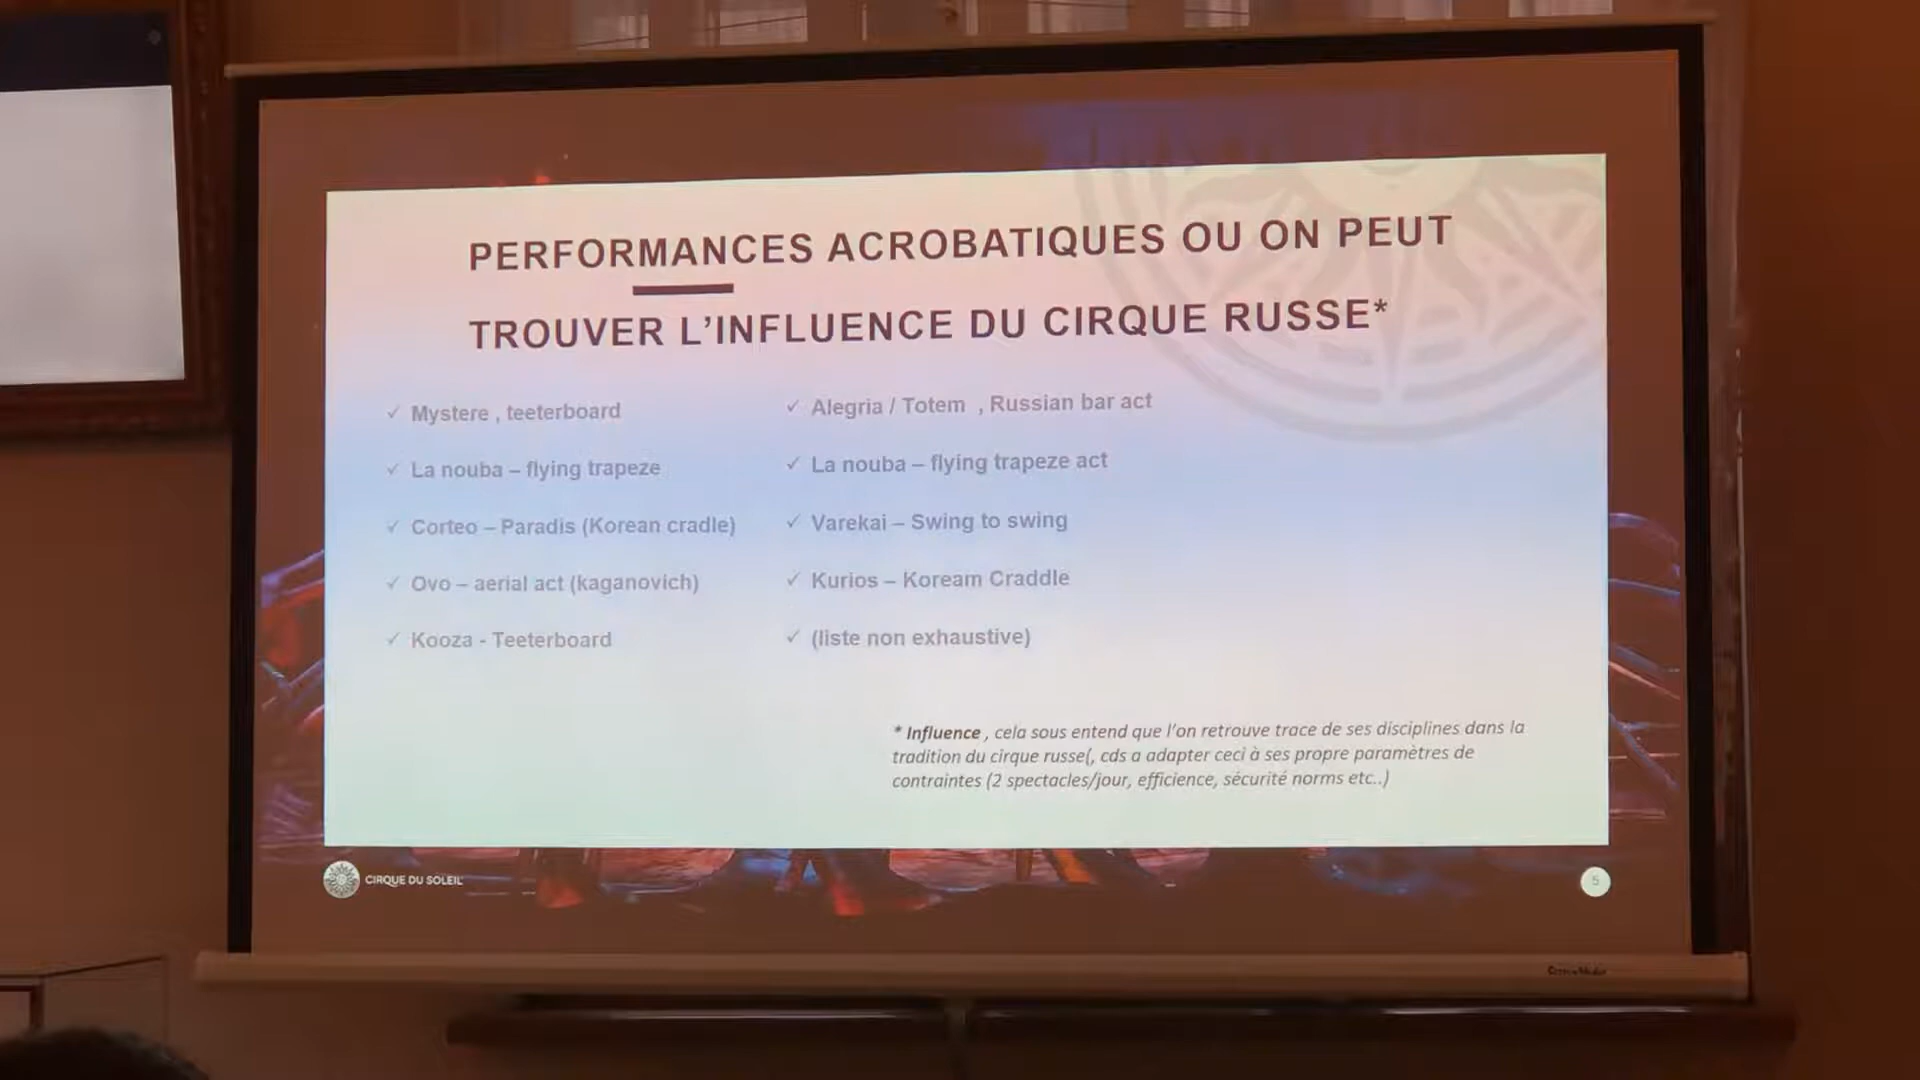 PERFORMANCES ACROBATIQUES OU ON PEUT
TROUVER L'INFLUENCE DU CIRQUE RUSSE*
✓ Mystere , teeterboard
✓ La nouba – flying trapeze
✓ Corteo – Paradis (Korean cradle)
✓ Ovo – aerial act (kaganovich)
✓ Kooza - Teeterboard
✓ Alegria / Totem , Russian bar act
✓ La nouba – flying trapeze act
✓ Varekai – Swing to swing
✓ Kurios – Koream Craddle
✓ (liste non exhaustive)
* Influence , cela sous entend que l'on retrouve trace de ses disciplines dans la
tradition du cirque russe(, cds a adapter ceci à ses propre paramètres de
contraintes (2 spectacles/jour, efficience, sécurité norms etc..)
CIRQUE DU SOLEIL
5